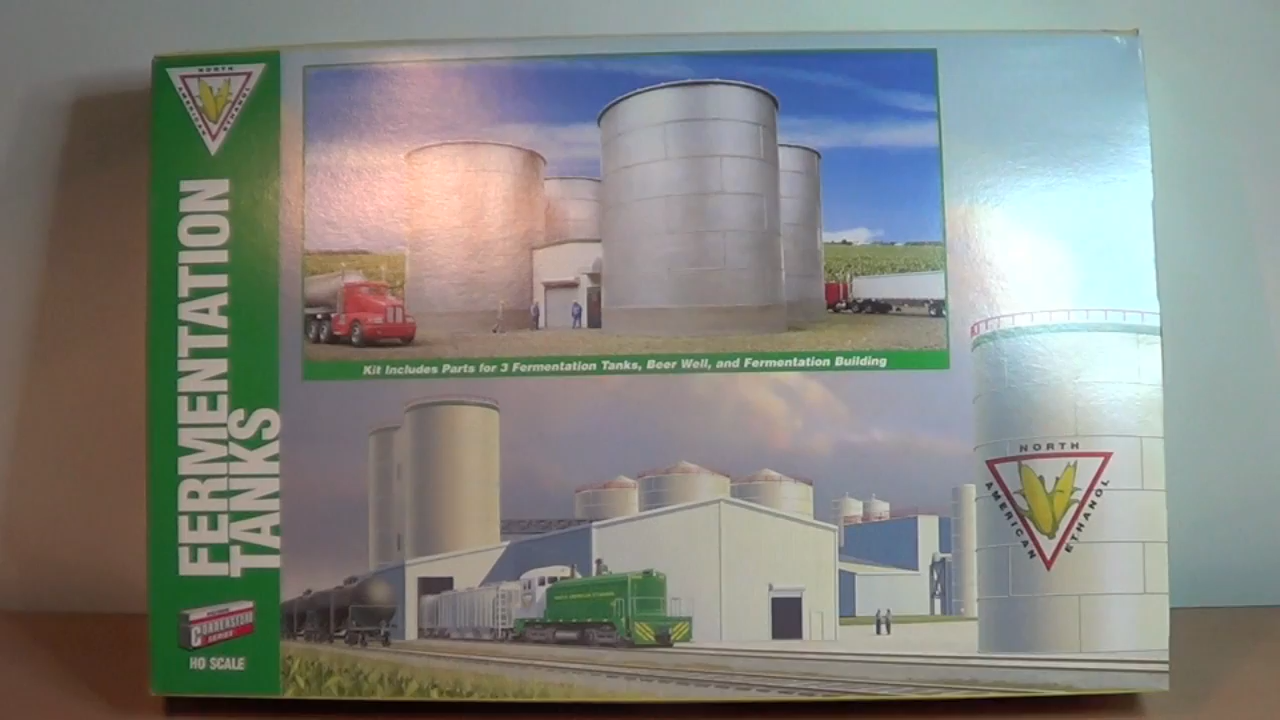 NORTH
AMERICAN
ETHANOL
FERMENTATION
TANKS
CORNERSTONE
SERIES
HO SCALE
Kit Includes Parts for 3 Fermentation Tanks, Beer Well, and Fermentation Building
NORTH
AMERICAN
ETHANOL